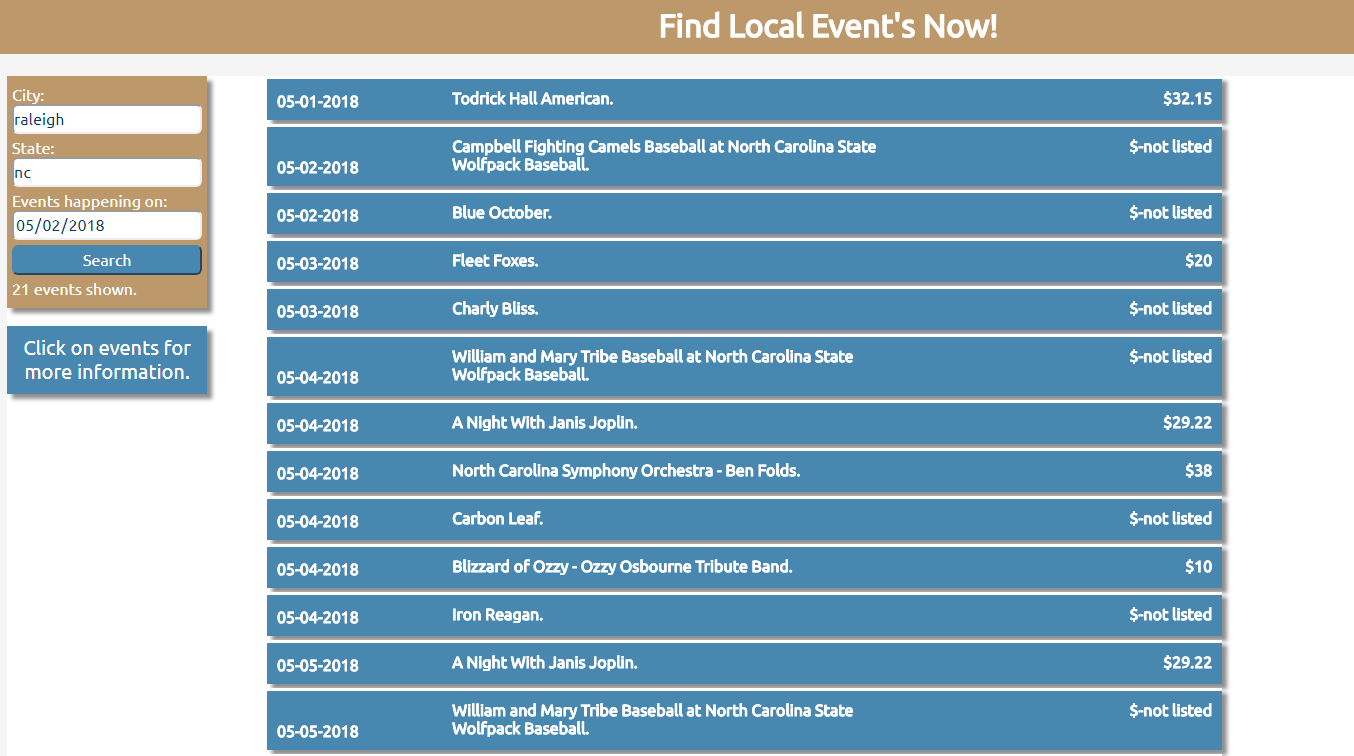 Find Local Event's Now!
City:
raleigh
State:
nc
Events happening on:
05/02/2018
Search
21 events shown.
Click on events for
more information.
05-01-2018 Todrick Hall American. $32.15
05-02-2018 Campbell Fighting Camels Baseball at North Carolina State $-not listed
Wolfpack Baseball.
05-02-2018 Blue October. $-not listed
05-03-2018 Fleet Foxes. $20
05-03-2018 Charly Bliss. $-not listed
05-04-2018 William and Mary Tribe Baseball at North Carolina State $-not listed
Wolfpack Baseball.
05-04-2018 A Night With Janis Joplin. $29.22
05-04-2018 North Carolina Symphony Orchestra - Ben Folds. $38
05-04-2018 Carbon Leaf. $-not listed
05-04-2018 Blizzard of Ozzy - Ozzy Osbourne Tribute Band. $10
05-04-2018 Iron Reagan. $-not listed
05-05-2018 A Night With Janis Joplin. $29.22
05-05-2018 William and Mary Tribe Baseball at North Carolina State $-not listed
Wolfpack Baseball.